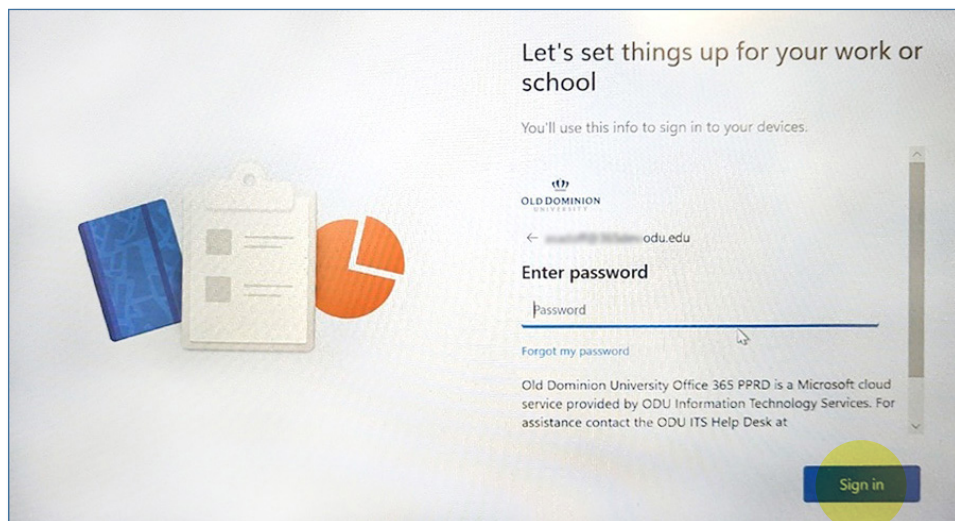 Let's set things up for your work or
school
You'll use this info to sign in to your devices.
OLD DOMINION
UNIVERSITY
odu.edu
Enter password
Password
Forgot my password
Old Dominion University Office 365 PPRD is a Microsoft cloud
service provided by ODU Information Technology Services. For
assistance contact the ODU ITS Help Desk at
Sign in